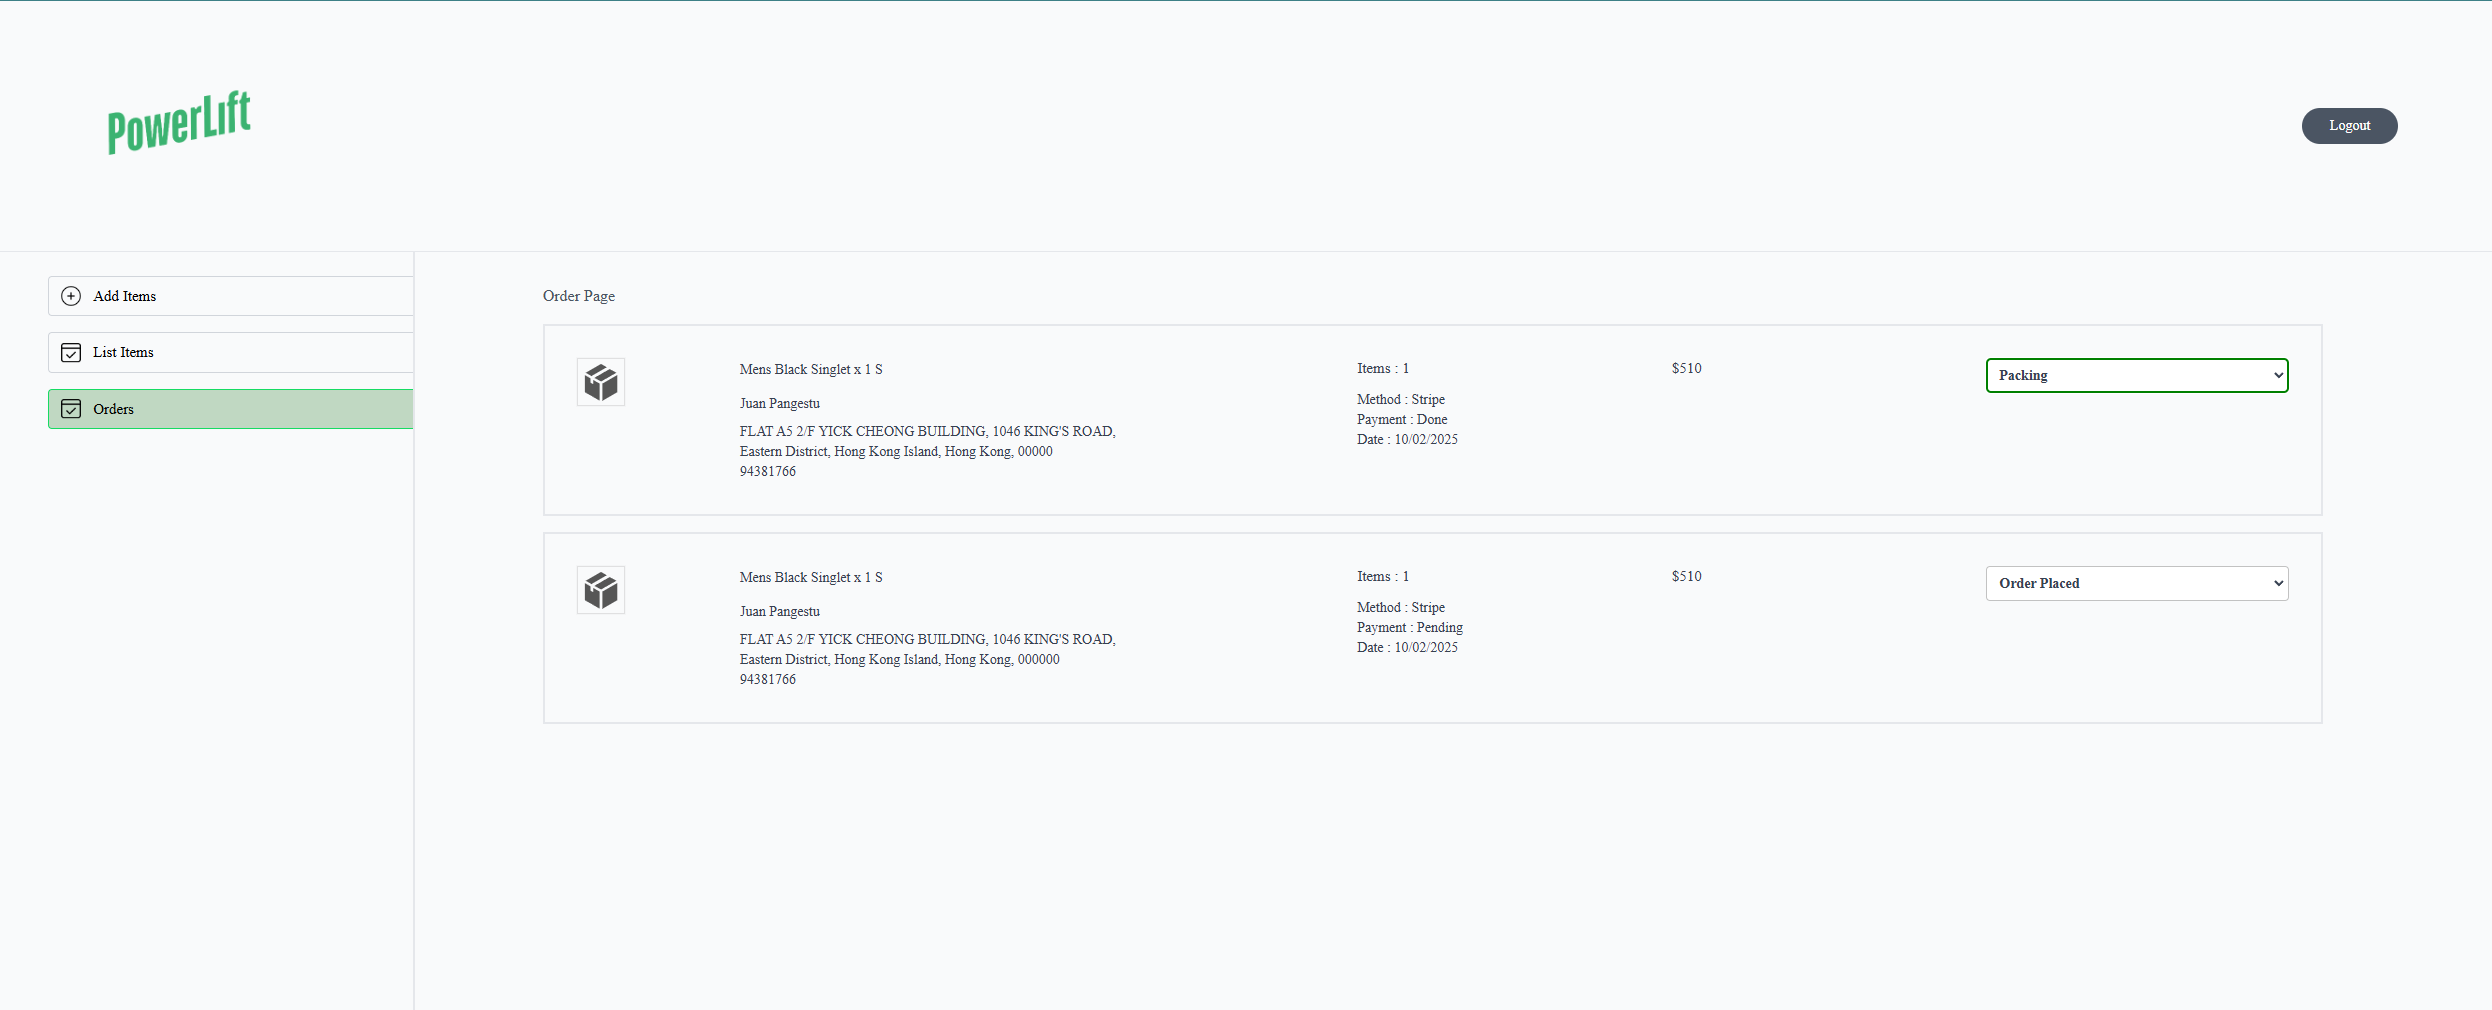 PowerLift
Logout
Add Items
List Items
Orders
Order Page
Mens Black Singlet x 1 S
Juan Pangestu
FLAT A5 2/F YICK CHEONG BUILDING, 1046 KING'S ROAD,
Eastern District, Hong Kong Island, Hong Kong, 00000
94381766
Items : 1
Method : Stripe
Payment : Done
Date : 10/02/2025
$510
Packing
Mens Black Singlet x 1 S
Juan Pangestu
FLAT A5 2/F YICK CHEONG BUILDING, 1046 KING'S ROAD,
Eastern District, Hong Kong Island, Hong Kong, 000000
94381766
Items : 1
Method : Stripe
Payment : Pending
Date : 10/02/2025
$510
Order Placed